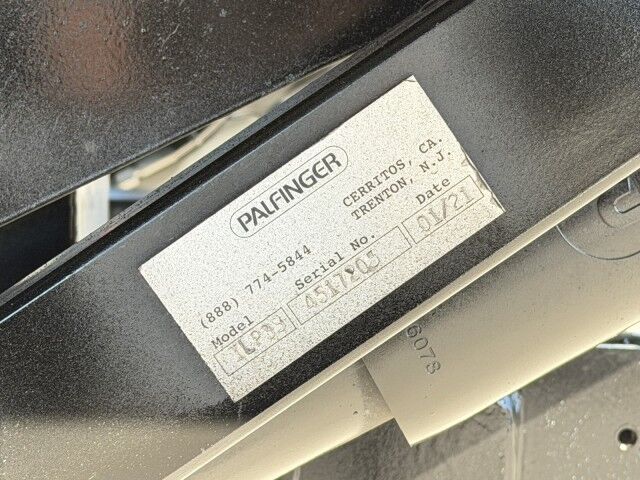 PALFINGER
CERRITOS, CA.
TRENTON, N.J.
(888) 774-5844
Model Serial No. Date
01/21
6078